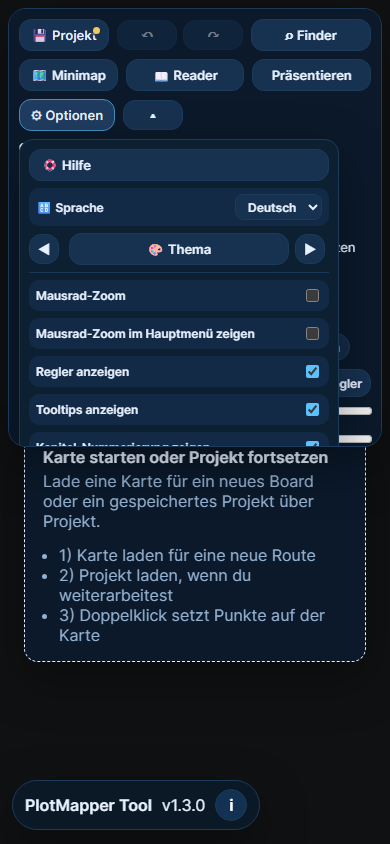 Projekt
Finder
Minimap
Reader
Präsentieren
Optionen
Hilfe
Sprache
Deutsch
Thema
Mausrad-Zoom
Mausrad-Zoom im Hauptmenü zeigen
Regler anzeigen
Tooltips anzeigen
Karte starten oder Projekt fortsetzen
Lade eine Karte für ein neues Board
oder ein gespeichertes Projekt über
Projekt.
• 1) Karte laden für eine neue Route
• 2) Projekt laden, wenn du
weiterarbeitest
• 3) Doppelklick setzt Punkte auf der
Karte
PlotMapper Tool v1.3.0 i